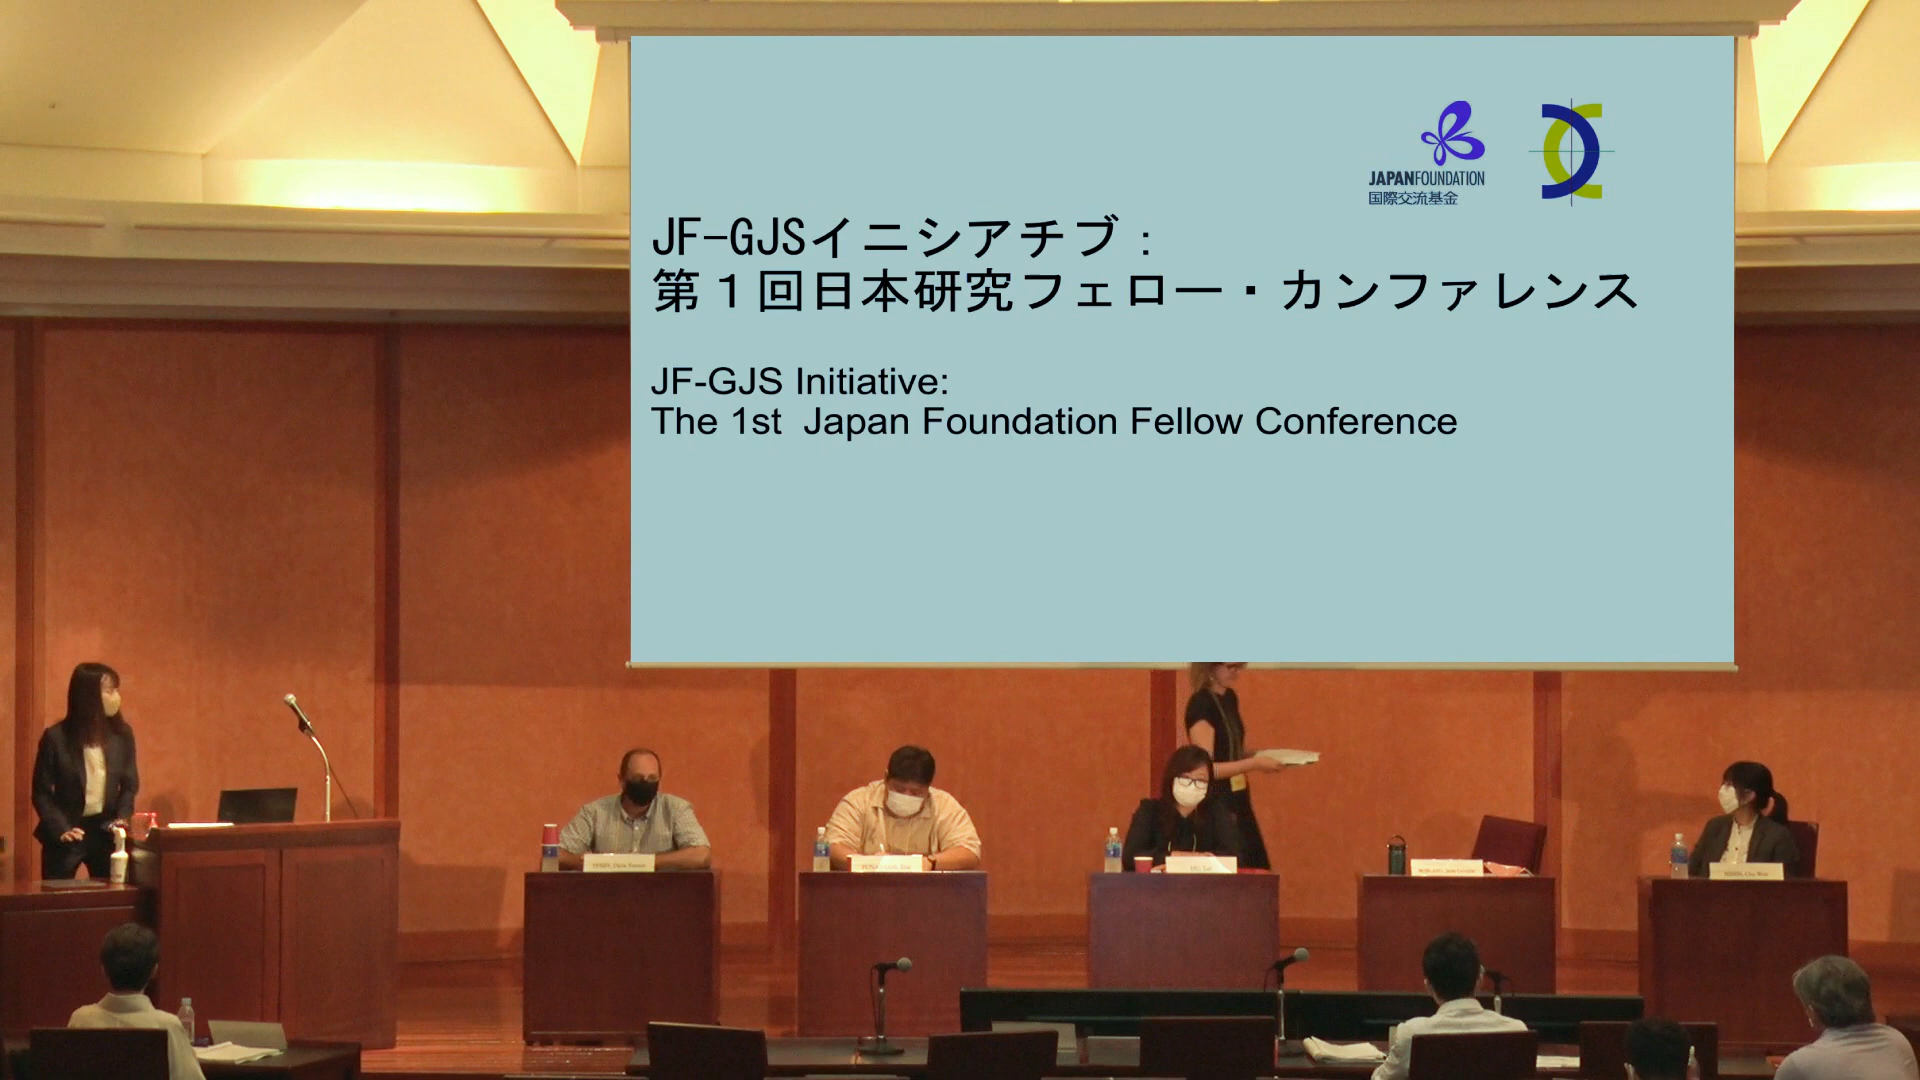 JAPANFOUNDATION
国際交流基金
JF-GJSイニシアチブ：
第１回日本研究フェロー・カンファレンス
JF-GJS Initiative:
The 1st  Japan Foundation Fellow Conference